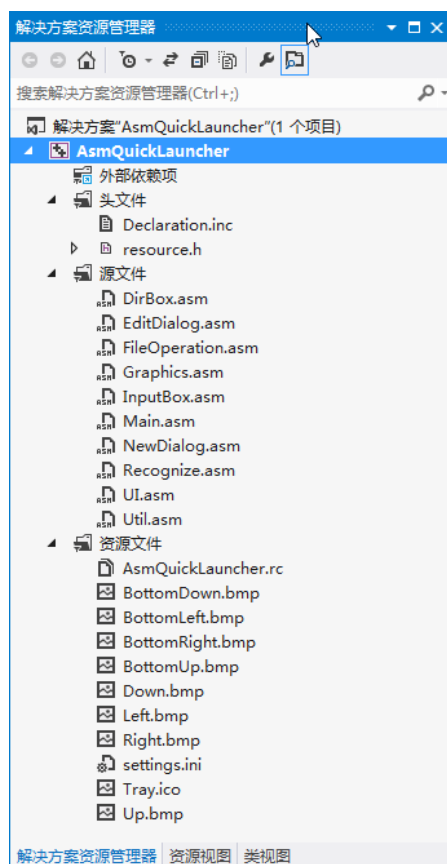 解决方案资源管理器
搜索解决方案资源管理器(Ctrl+;)
解决方案"AsmQuickLauncher"(1 个项目)
AsmQuickLauncher
外部依赖项
头文件
Declaration.inc
resource.h
源文件
DirBox.asm
EditDialog.asm
FileOperation.asm
Graphics.asm
InputBox.asm
Main.asm
NewDialog.asm
Recognize.asm
UI.asm
Util.asm
资源文件
AsmQuickLauncher.rc
BottomDown.bmp
BottomLeft.bmp
BottomRight.bmp
BottomUp.bmp
Down.bmp
Left.bmp
Right.bmp
settings.ini
Tray.ico
Up.bmp
解决方案资源管理器 资源视图 类视图